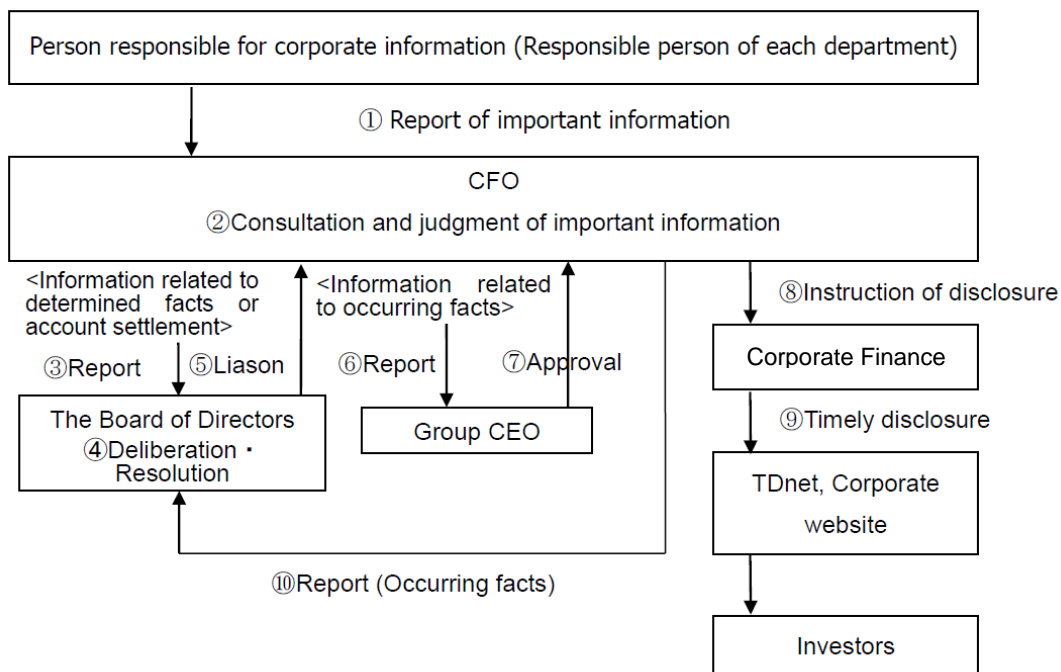 Person responsible for corporate information (Responsible person of each department)
① Report of important information
CFO
②Consultation and judgment of important information
<Information related to
determined facts or
account settlement>
③Report
⑤Liason
The Board of Directors
④Deliberation・
Resolution
<Information related
to occurring facts>
⑥Report
⑦Approval
Group CEO
⑧Instruction of disclosure
Corporate Finance
⑨Timely disclosure
TDnet, Corporate
website
⑩Report (Occurring facts)
Investors